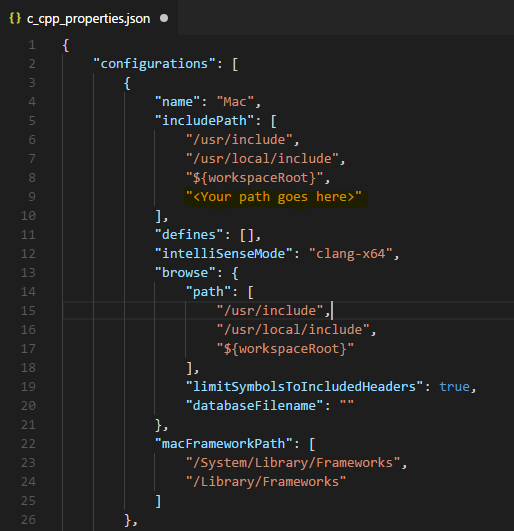 {} c_cpp_properties.json ●
1 {
2     "configurations": [
3         {
4             "name": "Mac",
5             "includePath": [
6                 "/usr/include",
7                 "/usr/local/include",
8                 "${workspaceRoot}",
9                 "<Your path goes here>"
10             ],
11             "defines": [],
12             "intelliSenseMode": "clang-x64",
13             "browse": {
14                 "path": [
15                     "/usr/include",
16                     "/usr/local/include",
17                     "${workspaceRoot}"
18                 ],
19                 "limitSymbolsToIncludedHeaders": true,
20                 "databaseFilename": ""
21             },
22             "macFrameworkPath": [
23                 "/System/Library/Frameworks",
24                 "/Library/Frameworks"
25             ]
26         },